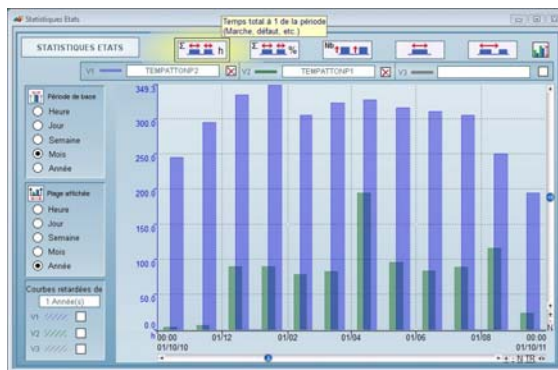 Statistiques Etats
Temps total à 1 de la période
(Marche, défaut, etc.)
STATISTIQUES ETATS
Σ h
Σ %
Nb
V1 TEMPATTONP2
V2 TEMPATTONP1
V3
Période de base
Heure
Jour
Semaine
Mois
Année
Plage affichée
Heure
Jour
Semaine
Mois
Année
Courbes retardées de
1 Année(s)
V1
V2
V3
349.3
300.0
250.0
200.0
150.0
100.0
50.0
0.0
h
00:00 01/12 01/02 01/04 01/06 01/08 00:00
01/10/10 01/10/11
N
N TR